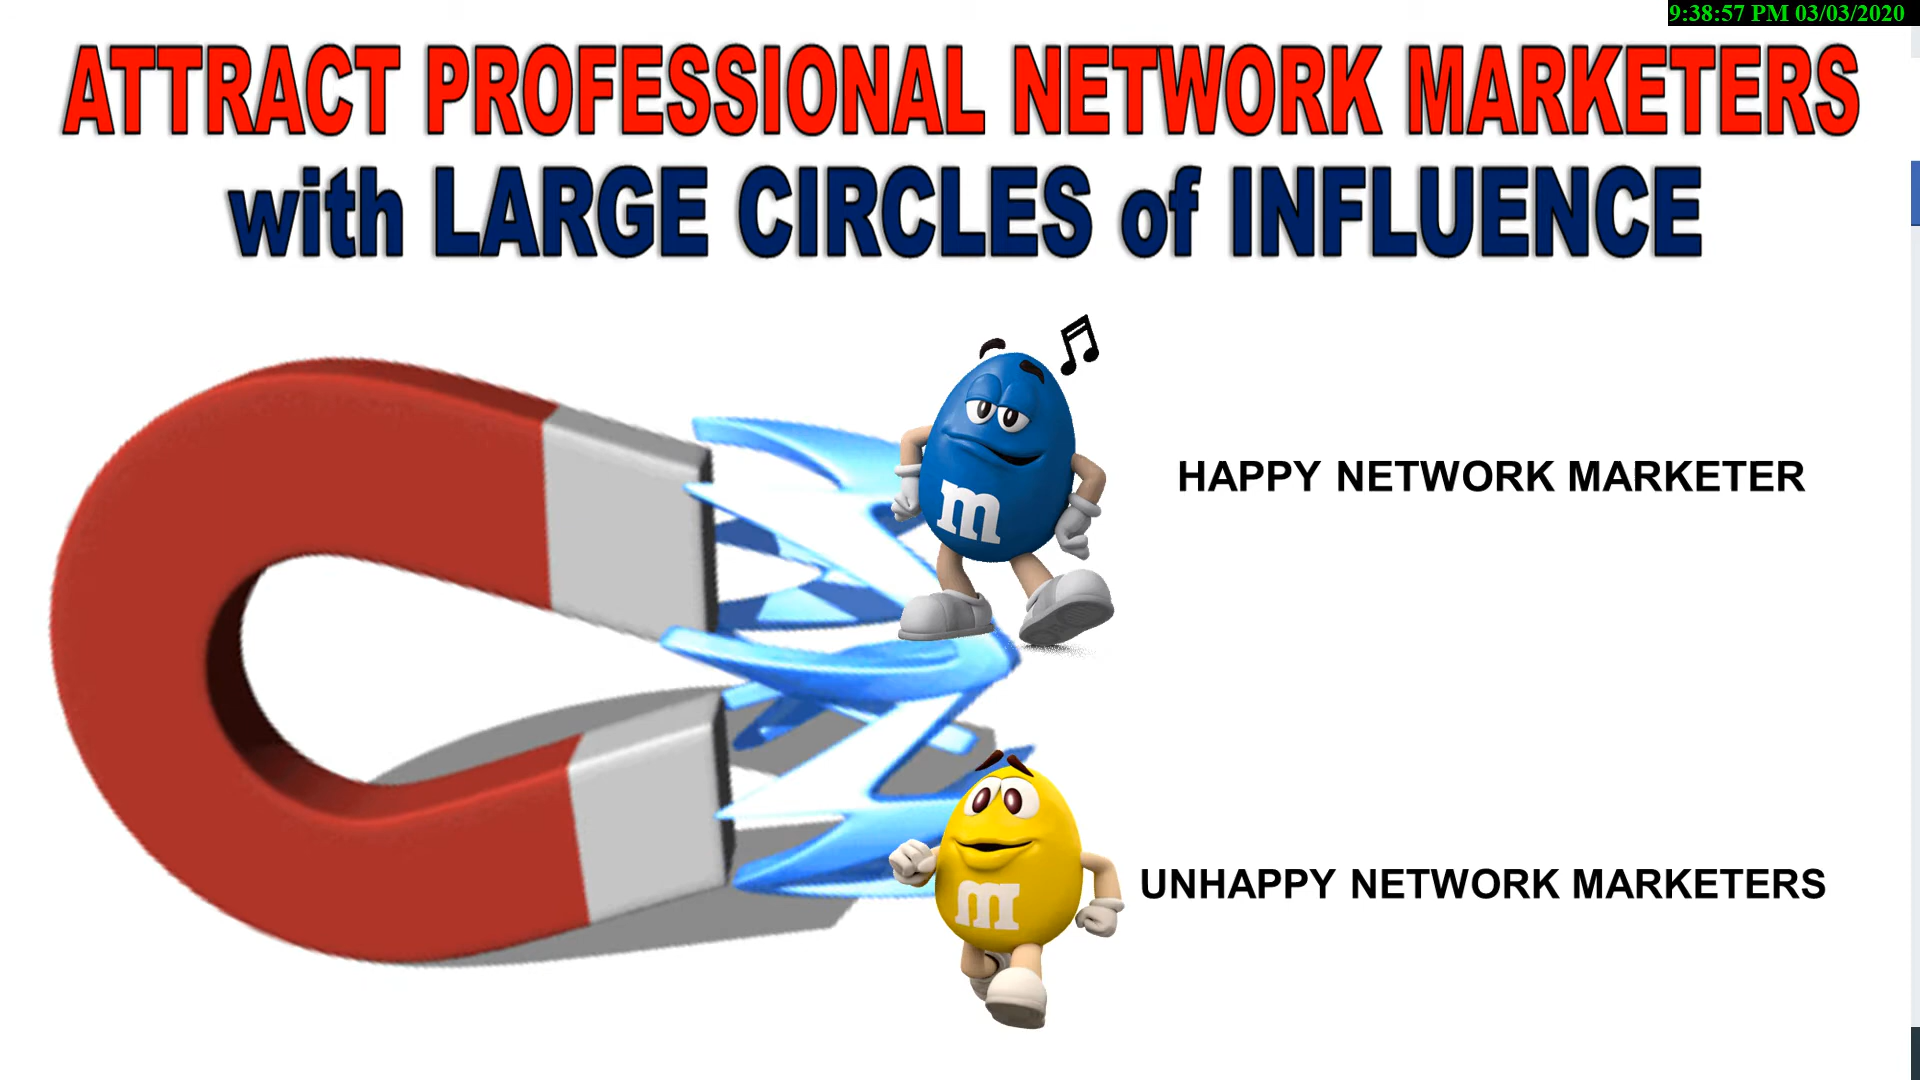 9:38:57 PM 03/03/2020
ATTRACT PROFESSIONAL NETWORK MARKETERS
with LARGE CIRCLES of INFLUENCE
m
HAPPY NETWORK MARKETER
m
UNHAPPY NETWORK MARKETERS